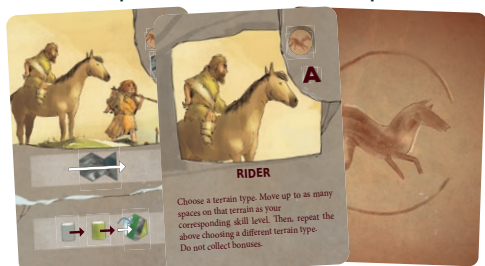 A
RIDER
Choose a terrain type. Move up to as many
spaces on that terrain as your
corresponding skill level. Then, repeat the
above choosing a different terrain type.
Do not collect bonuses.